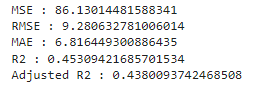 MSE : 86.13014481588341
RMSE : 9.280632781006014
MAE : 6.816449300886435
R2 : 0.45309421685701534
Adjusted R2 : 0.4380093742468508